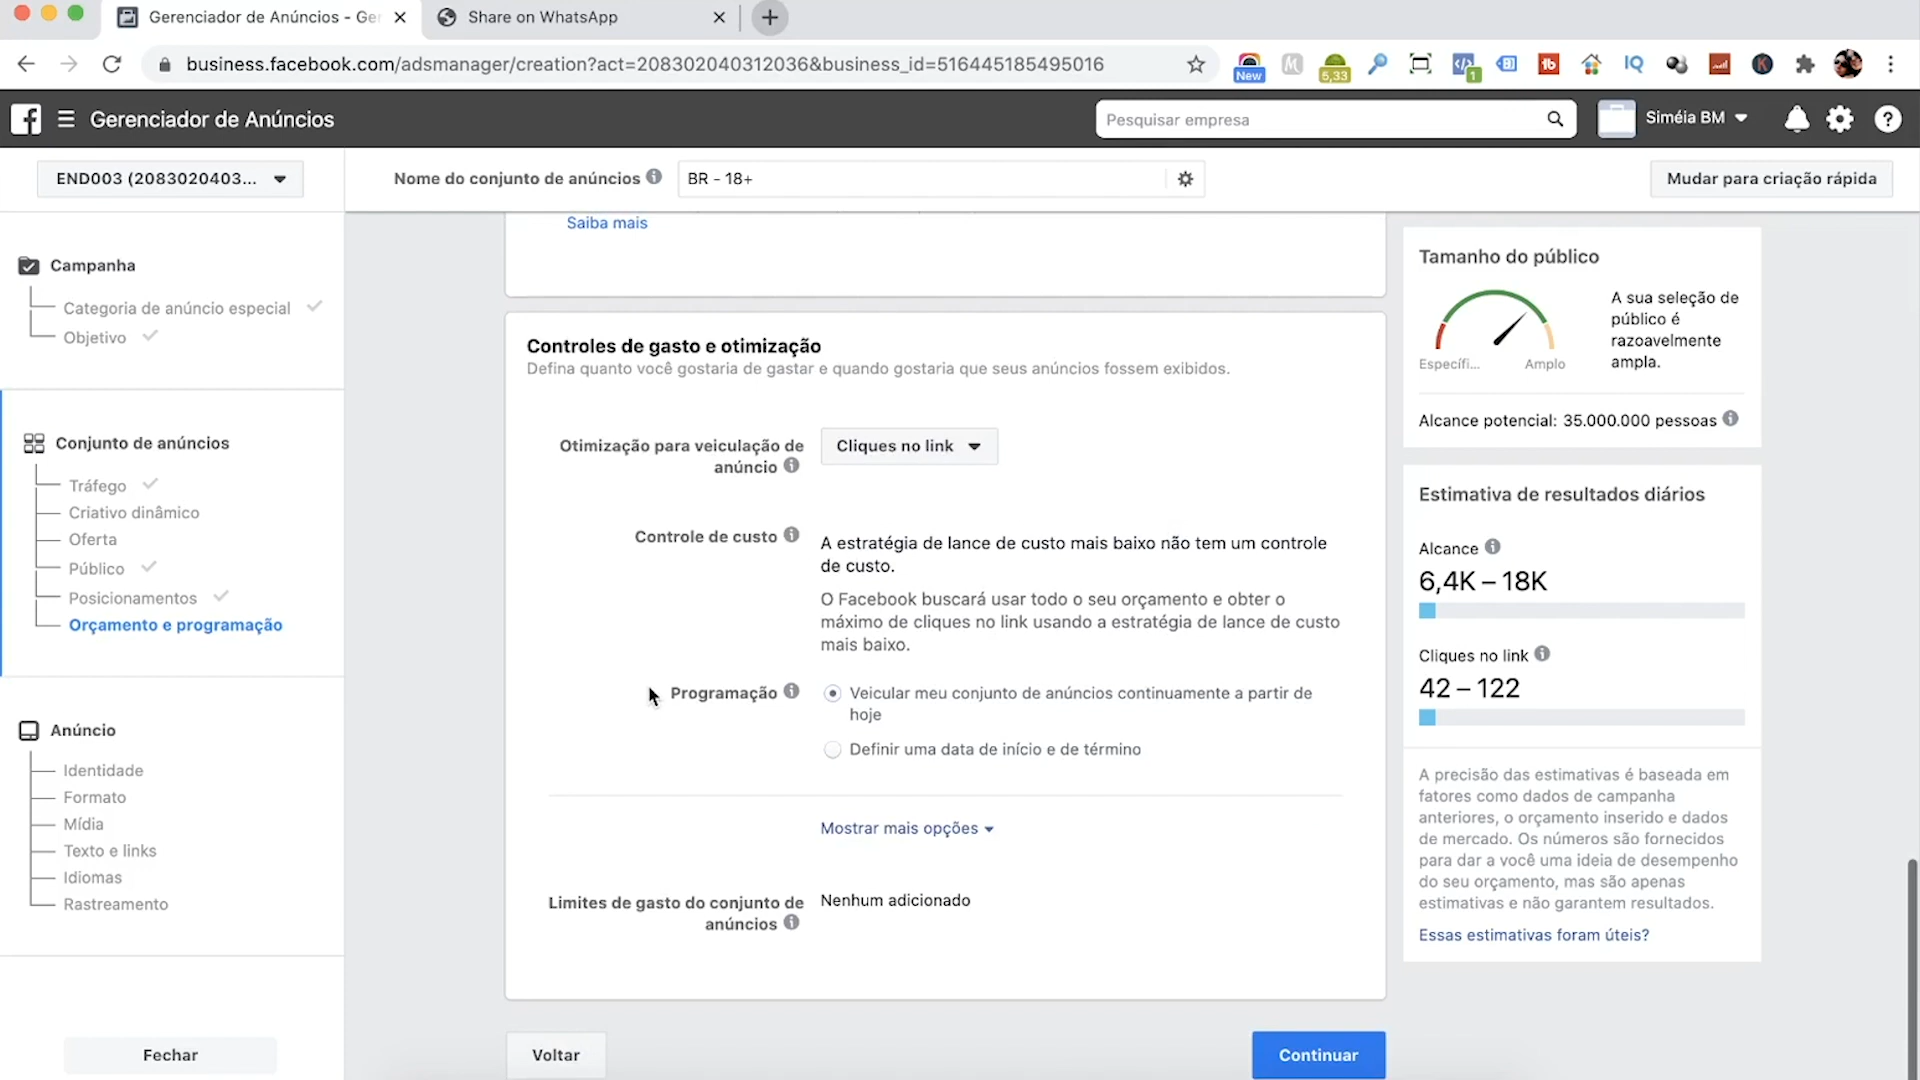 Gerenciador de Anúncios - Ger
Share on WhatsApp
business.facebook.com/adsmanager/creation?act=208302040312036&business_id=516445185495016
New
5,33
1
Gerenciador de Anúncios
Pesquisar empresa
Siméia BM
END003 (2083020403...
Nome do conjunto de anúncios
BR - 18+
Mudar para criação rápida
Campanha
Categoria de anúncio especial
Objetivo
Conjunto de anúncios
Tráfego
Criativo dinâmico
Oferta
Público
Posicionamentos
Orçamento e programação
Anúncio
Identidade
Formato
Mídia
Texto e links
Idiomas
Rastreamento
Fechar
Saiba mais
Controles de gasto e otimização
Defina quanto você gostaria de gastar e quando gostaria que seus anúncios fossem exibidos.
Otimização para veiculação de
anúncio
Cliques no link
Controle de custo
A estratégia de lance de custo mais baixo não tem um controle
de custo.
O Facebook buscará usar todo o seu orçamento e obter o
máximo de cliques no link usando a estratégia de lance de custo
mais baixo.
Programação
Veicular meu conjunto de anúncios continuamente a partir de
hoje
Definir uma data de início e de término
Mostrar mais opções
Limites de gasto do conjunto de
anúncios
Nenhum adicionado
Voltar
Continuar
Tamanho do público
Específi...
Amplo
A sua seleção de
público é
razoavelmente
ampla.
Alcance potencial: 35.000.000 pessoas
Estimativa de resultados diários
Alcance
6,4K – 18K
Cliques no link
42 – 122
A precisão das estimativas é baseada em
fatores como dados de campanha
anteriores, o orçamento inserido e dados
de mercado. Os números são fornecidos
para dar a você uma ideia de desempenho
do seu orçamento, mas são apenas
estimativas e não garantem resultados.
Essas estimativas foram úteis?